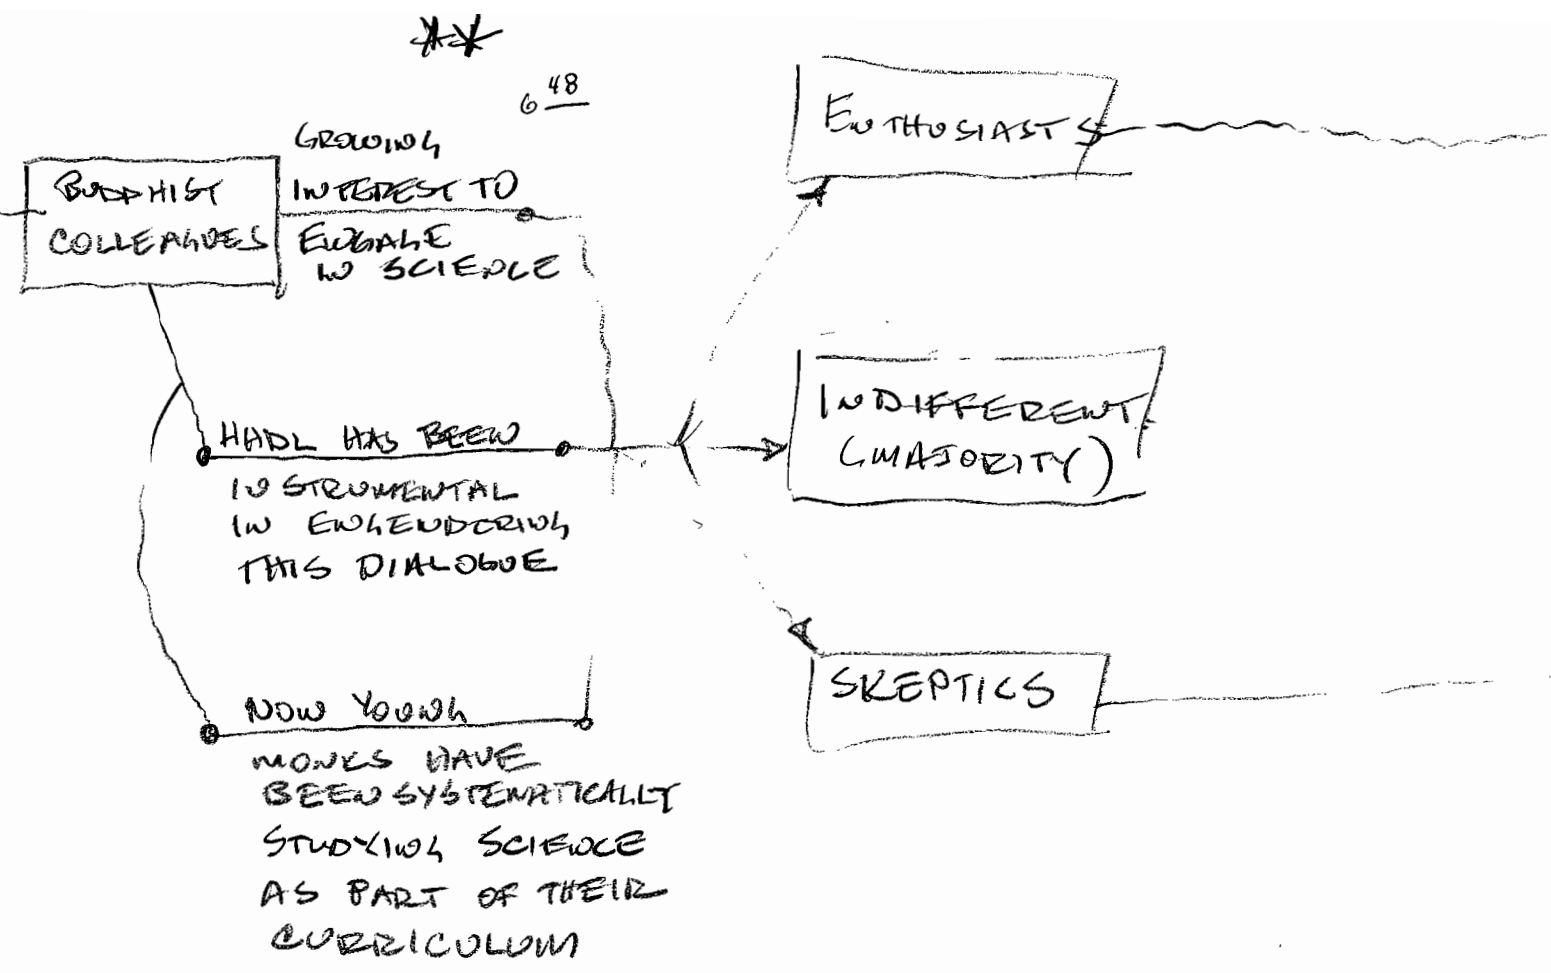 **
6 48
BUDDHIST
COLLEAGUES
GROWING
INTEREST TO
ENGAGE
IN SCIENCE
HHDL HAS BEEN
INSTRUMENTAL
IN ENGENDERING
THIS DIALOGUE
NOW YOUNG
MONKS HAVE
BEEN SYSTEMATICALLY
STUDYING SCIENCE
AS PART OF THEIR
CURRICULUM
ENTHUSIASTS
INDIFFERENT
(MAJORITY)
SKEPTICS